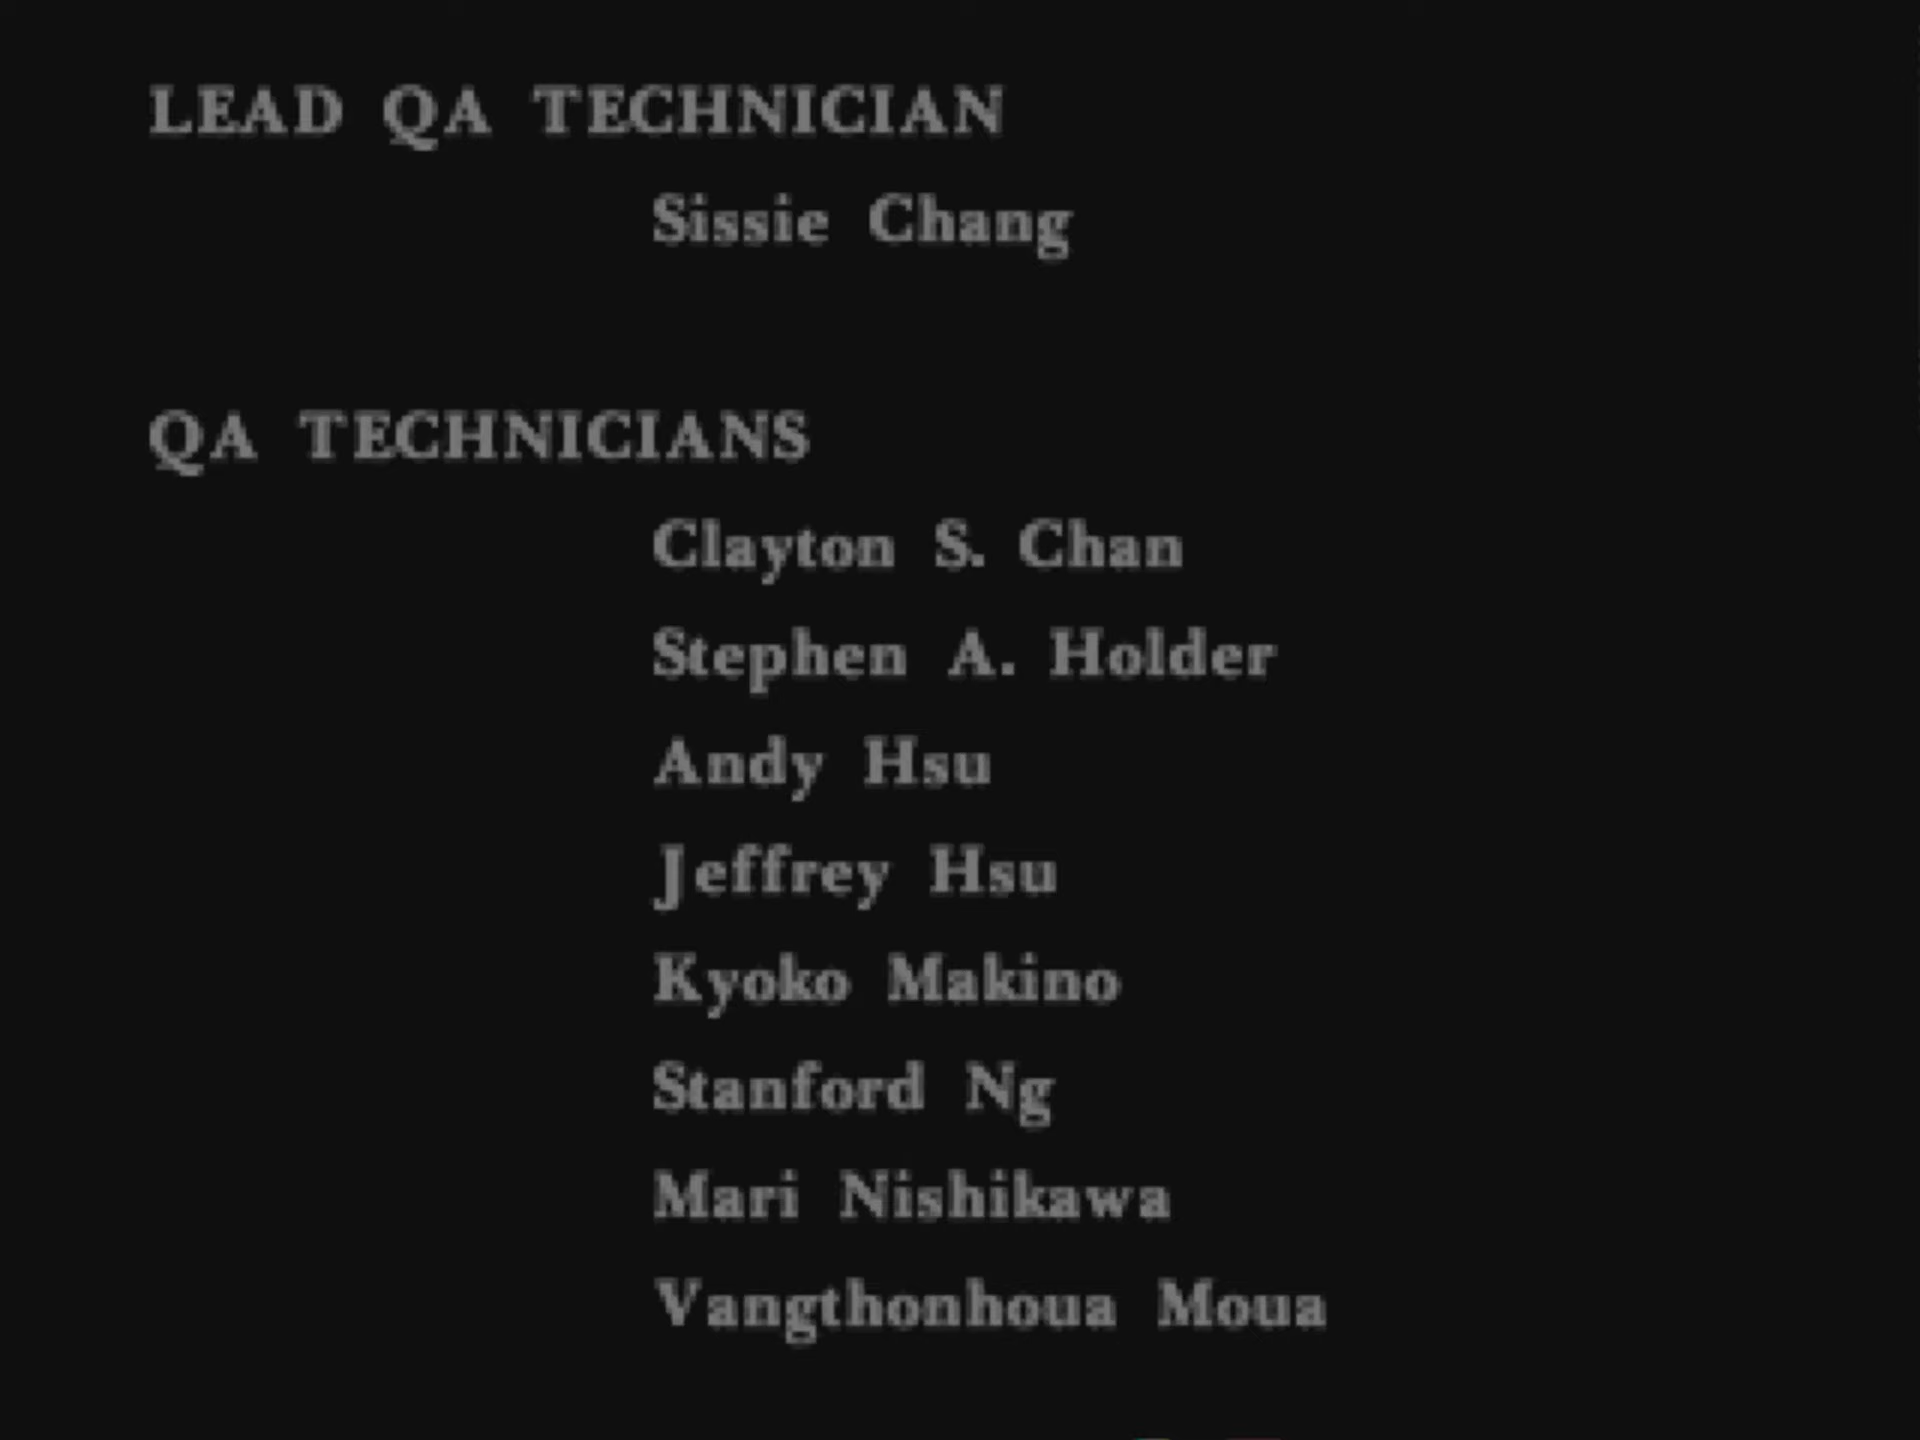 LEAD QA TECHNICIAN
Sissie Chang
QA TECHNICIANS
Clayton S. Chan
Stephen A. Holder
Andy Hsu
Jeffrey Hsu
Kyoko Makino
Stanford Ng
Mari Nishikawa
Vangthonhoua Moua